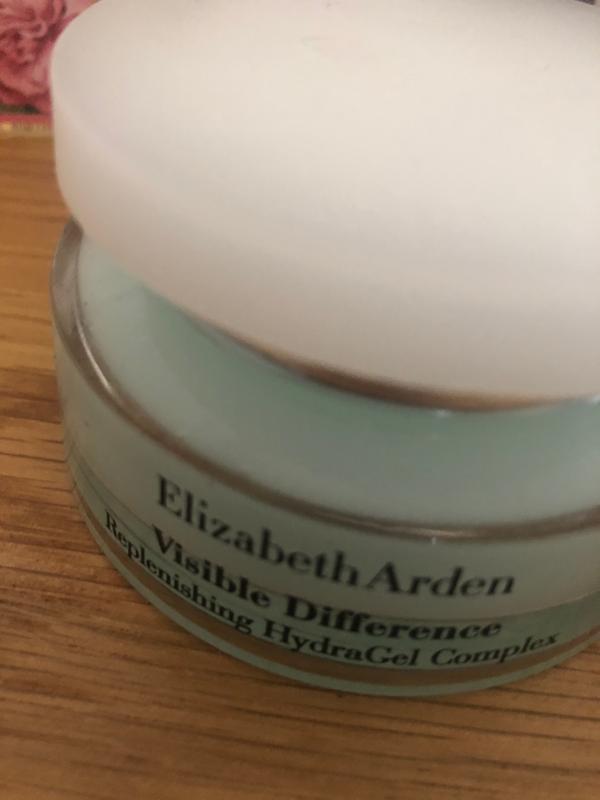 Elizabeth Arden
Visible Difference
Replenishing HydraGel Complex